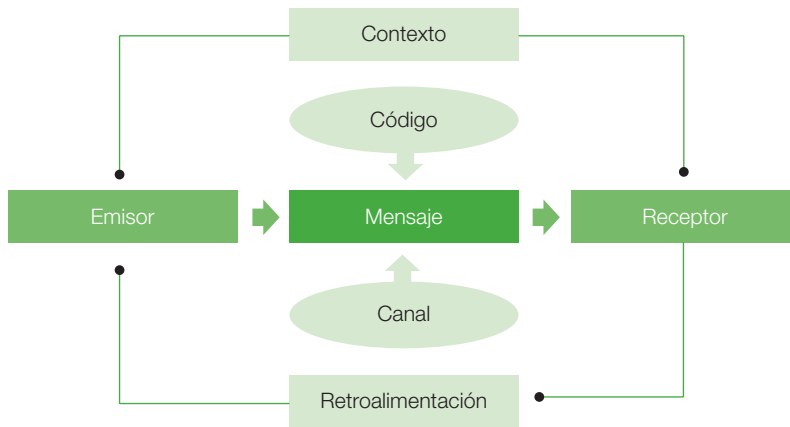 Contexto
Código
Emisor
Mensaje
Receptor
Canal
Retroalimentación